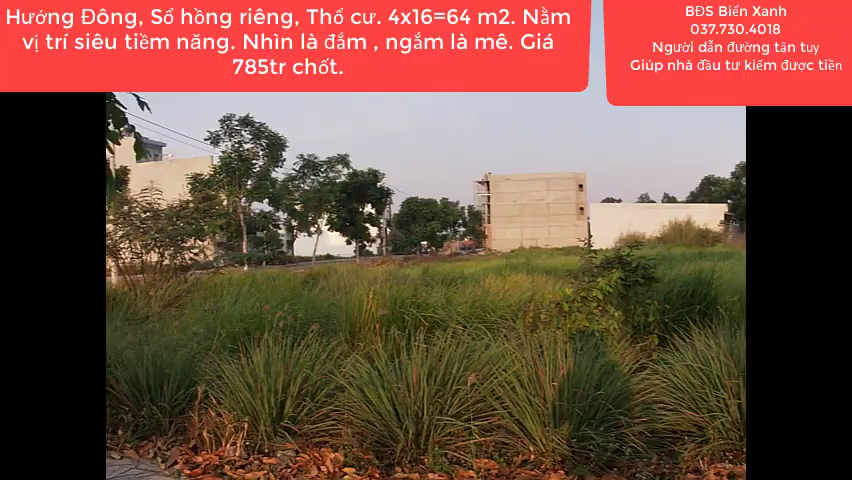 Hướng Đông, Sổ hồng riêng, Thổ cư. 4x16=64 m2. Nằm
vị trí siêu tiềm năng. Nhìn là đắm , ngắm là mê. Giá
785tr chốt.
BĐS Biển Xanh
037.730.4018
Người dẫn đường tận tụy
Giúp nhà đầu tư kiếm được tiền